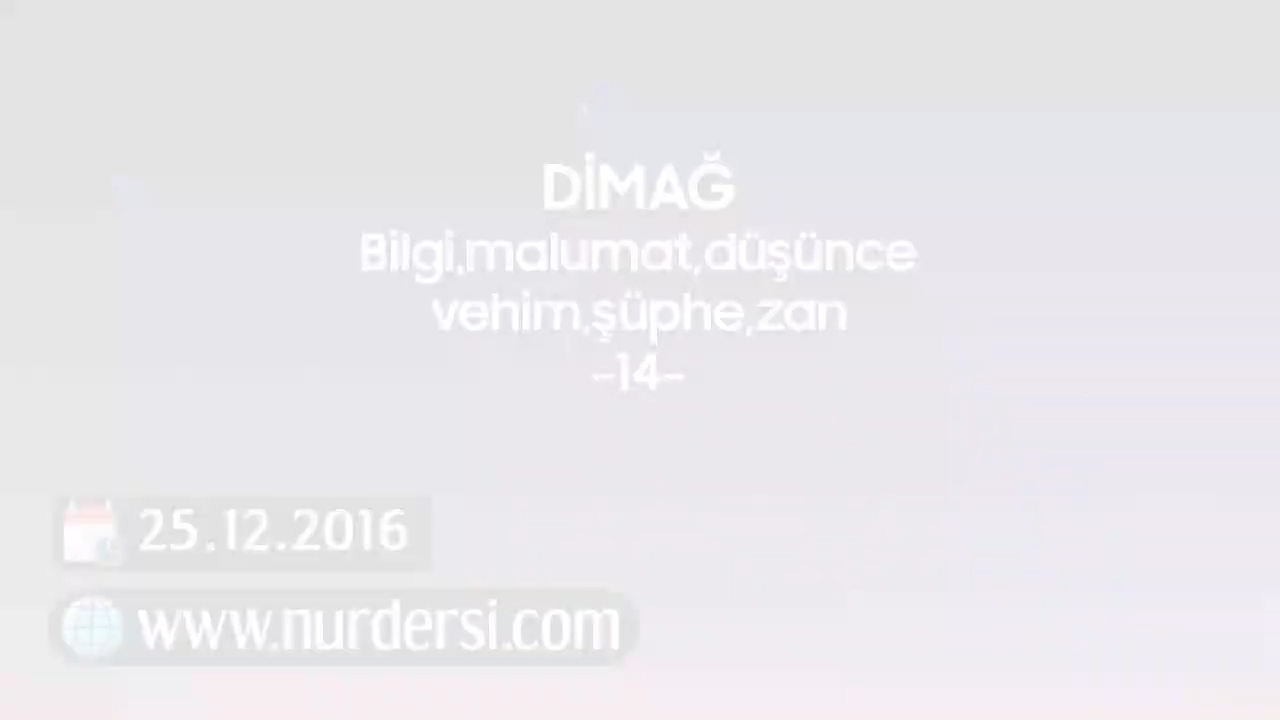 DİMAĞ
Bilgi,malumat,düşünce
vehim,şüphe,zan
-14-
25.12.2016
www.nurdersi.com